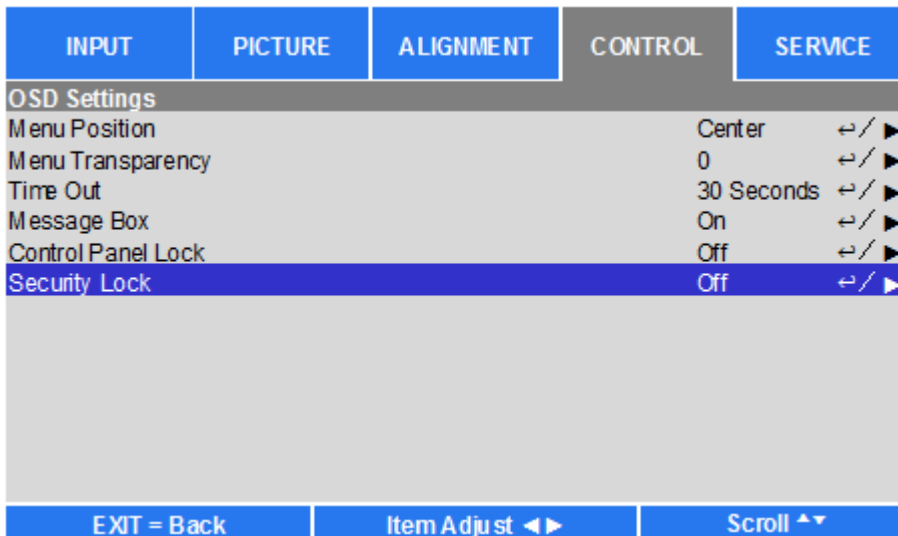 INPUT PICTURE ALIGNMENT CONTROL SERVICE
OSD Settings
Menu Position Center ↵/ ▶
Menu Transparency 0 ↵/ ▶
Time Out 30 Seconds ↵/ ▶
Message Box On ↵/ ▶
Control Panel Lock Off ↵/ ▶
Security Lock Off ↵/ ▶
EXIT = Back Item Adjust ◀▶ Scroll ▲▼